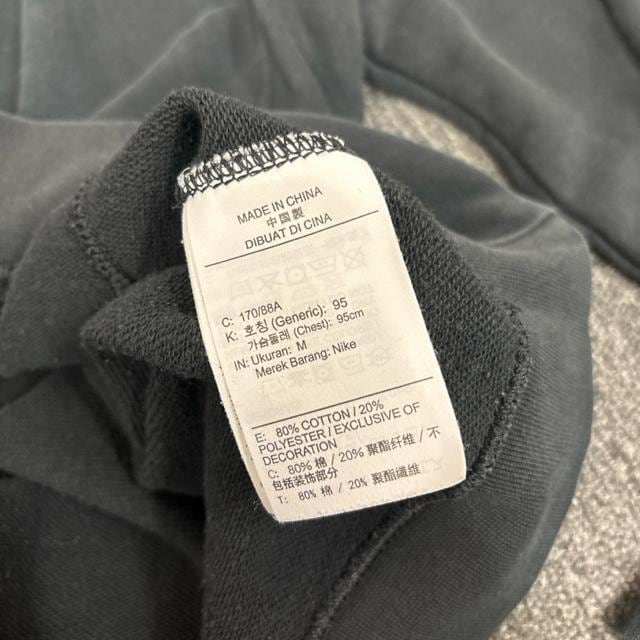 MADE IN CHINA
中国製
DIBUAT DI CINA
C: 170/88A
K: 호칭 (Generic): 95
가슴둘레 (Chest): 95cm
IN: Ukuran: M
Merek Barang: Nike
E: 80% COTTON / 20%
POLYESTER / EXCLUSIVE OF
DECORATION
C: 80% 棉 / 20% 聚酯纤维 / 不
包括装饰部分
T: 80% 棉 / 20% 聚酯纖維